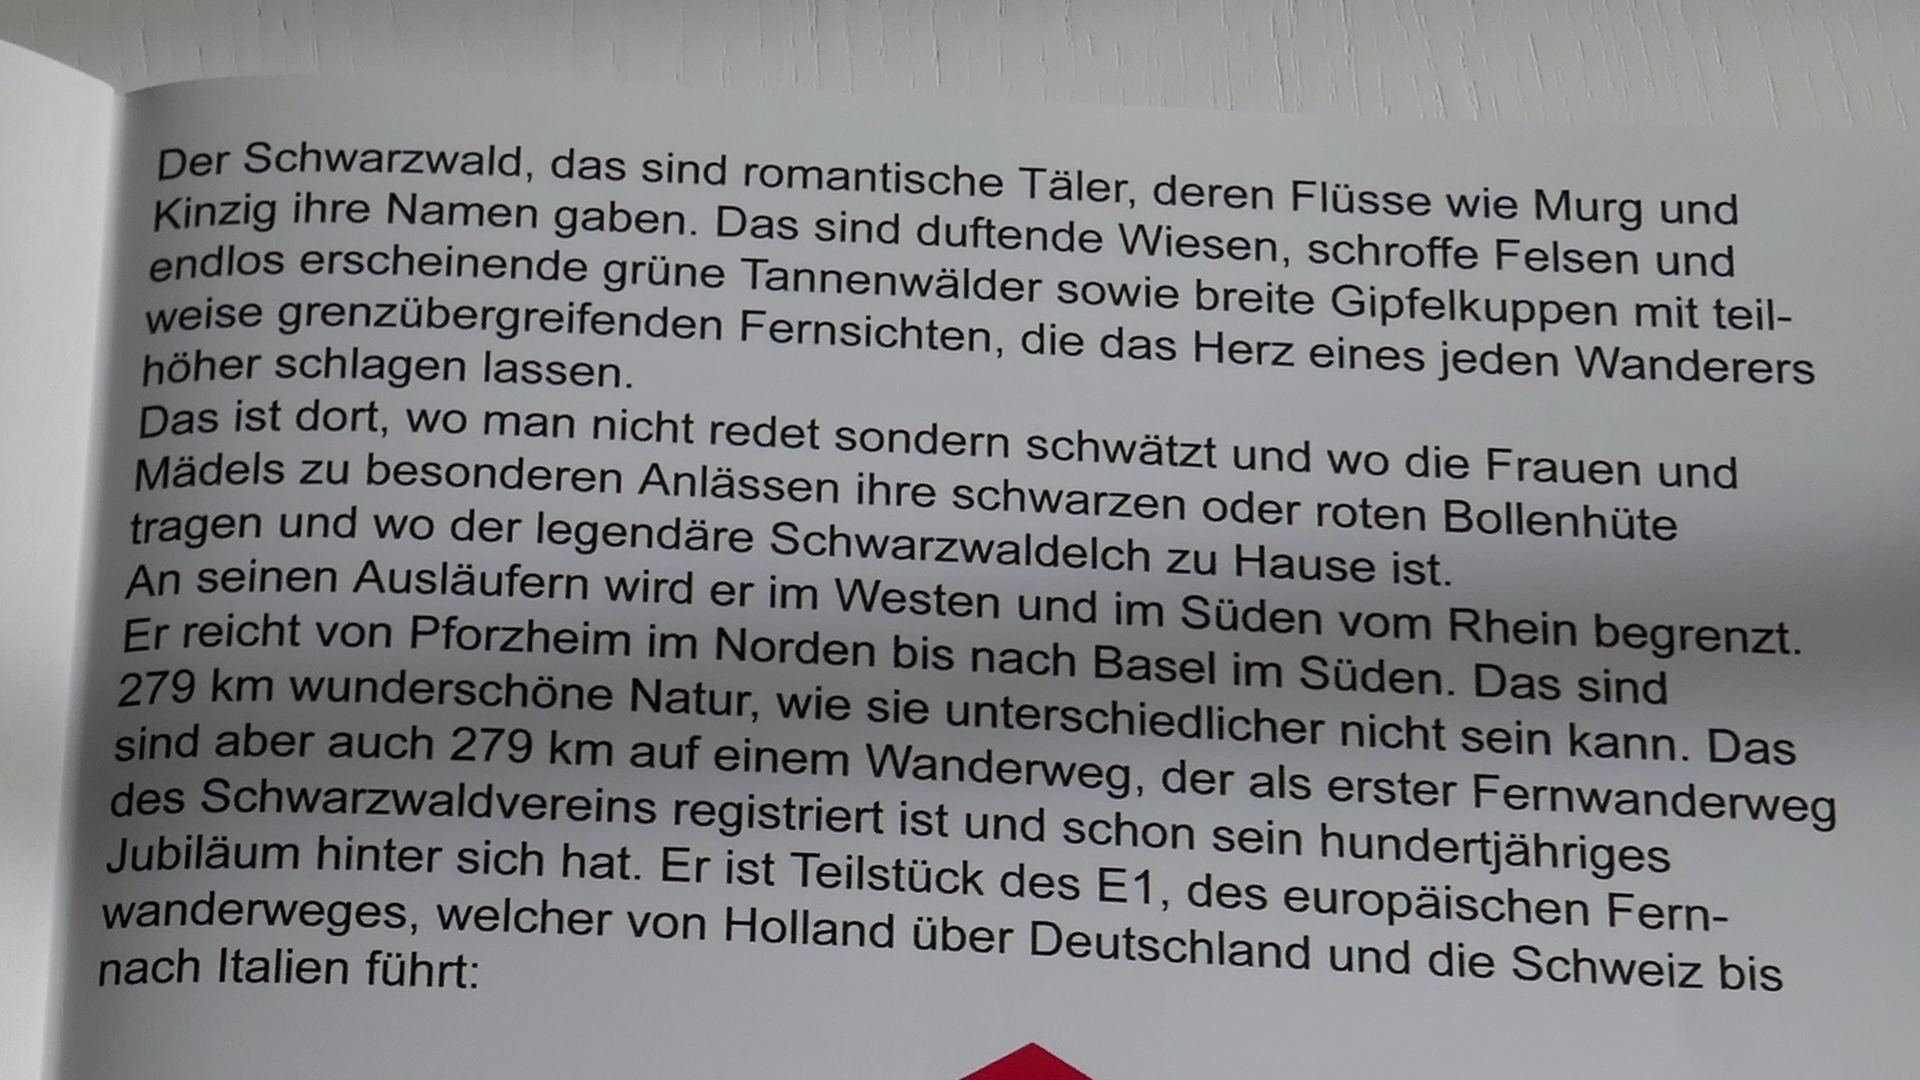 Der Schwarzwald, das sind romantische Täler, deren Flüsse wie Murg und
Kinzig ihre Namen gaben. Das sind duftende Wiesen, schroffe Felsen und
endlos erscheinende grüne Tannenwälder sowie breite Gipfelkuppen mit teil-
weise grenzübergreifenden Fernsichten, die das Herz eines jeden Wanderers
höher schlagen lassen.
Das ist dort, wo man nicht redet sondern schwätzt und wo die Frauen und
Mädels zu besonderen Anlässen ihre schwarzen oder roten Bollenhüte
tragen und wo der legendäre Schwarzwaldelch zu Hause ist.
An seinen Ausläufern wird er im Westen und im Süden vom Rhein begrenzt.
Er reicht von Pforzheim im Norden bis nach Basel im Süden. Das sind
279 km wunderschöne Natur, wie sie unterschiedlicher nicht sein kann. Das
sind aber auch 279 km auf einem Wanderweg, der als erster Fernwanderweg
des Schwarzwaldvereins registriert ist und schon sein hundertjähriges
Jubiläum hinter sich hat. Er ist Teilstück des E1, des europäischen Fern-
wanderweges, welcher von Holland über Deutschland und die Schweiz bis
nach Italien führt: